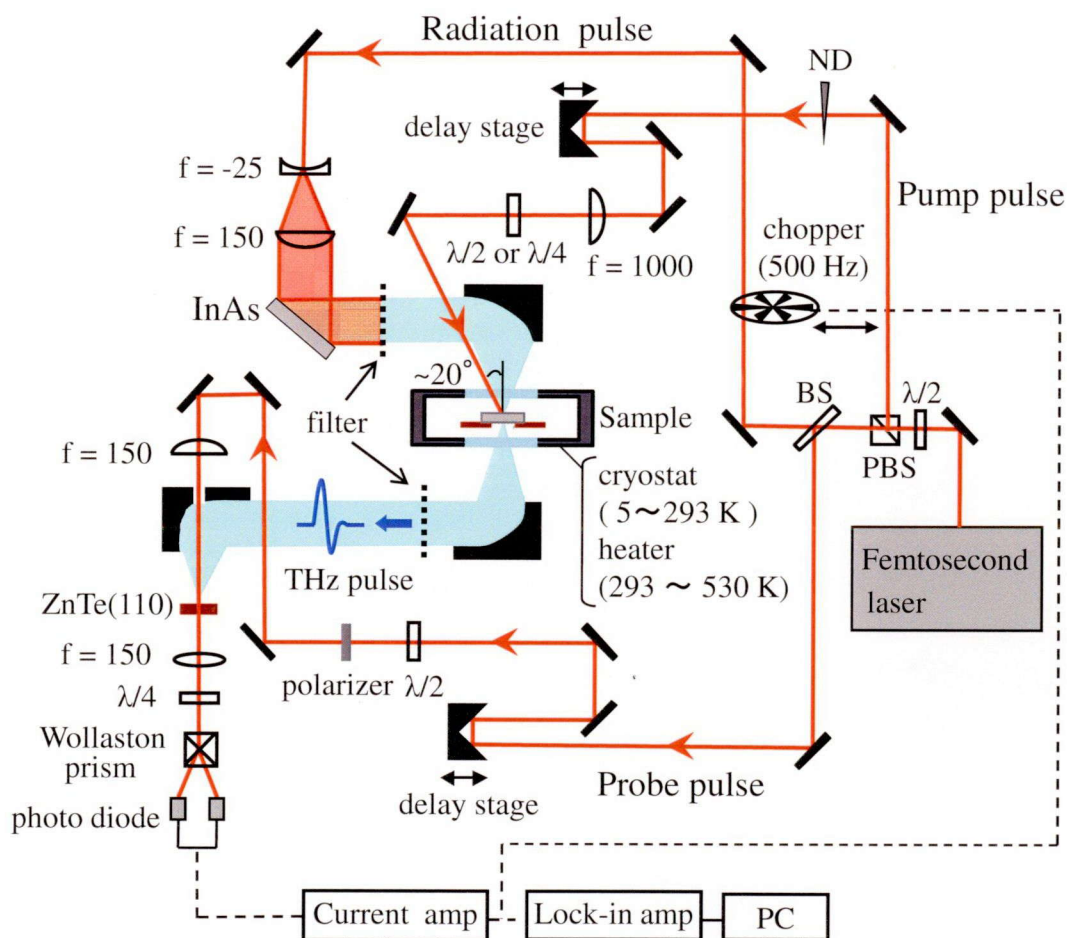 Radiation pulse
ND
delay stage
f = -25
Pump pulse
f = 150
λ/2 or λ/4
f = 1000
chopper
(500 Hz)
InAs
~20°
BS
λ/2
filter
Sample
PBS
f = 150
cryostat
( 5～293 K )
heater
(293 ～ 530 K)
Femtosecond
laser
THz pulse
ZnTe(110)
f = 150
polarizer
λ/2
λ/4
Wollaston
prism
Probe pulse
photo diode
delay stage
Current amp
Lock-in amp
PC